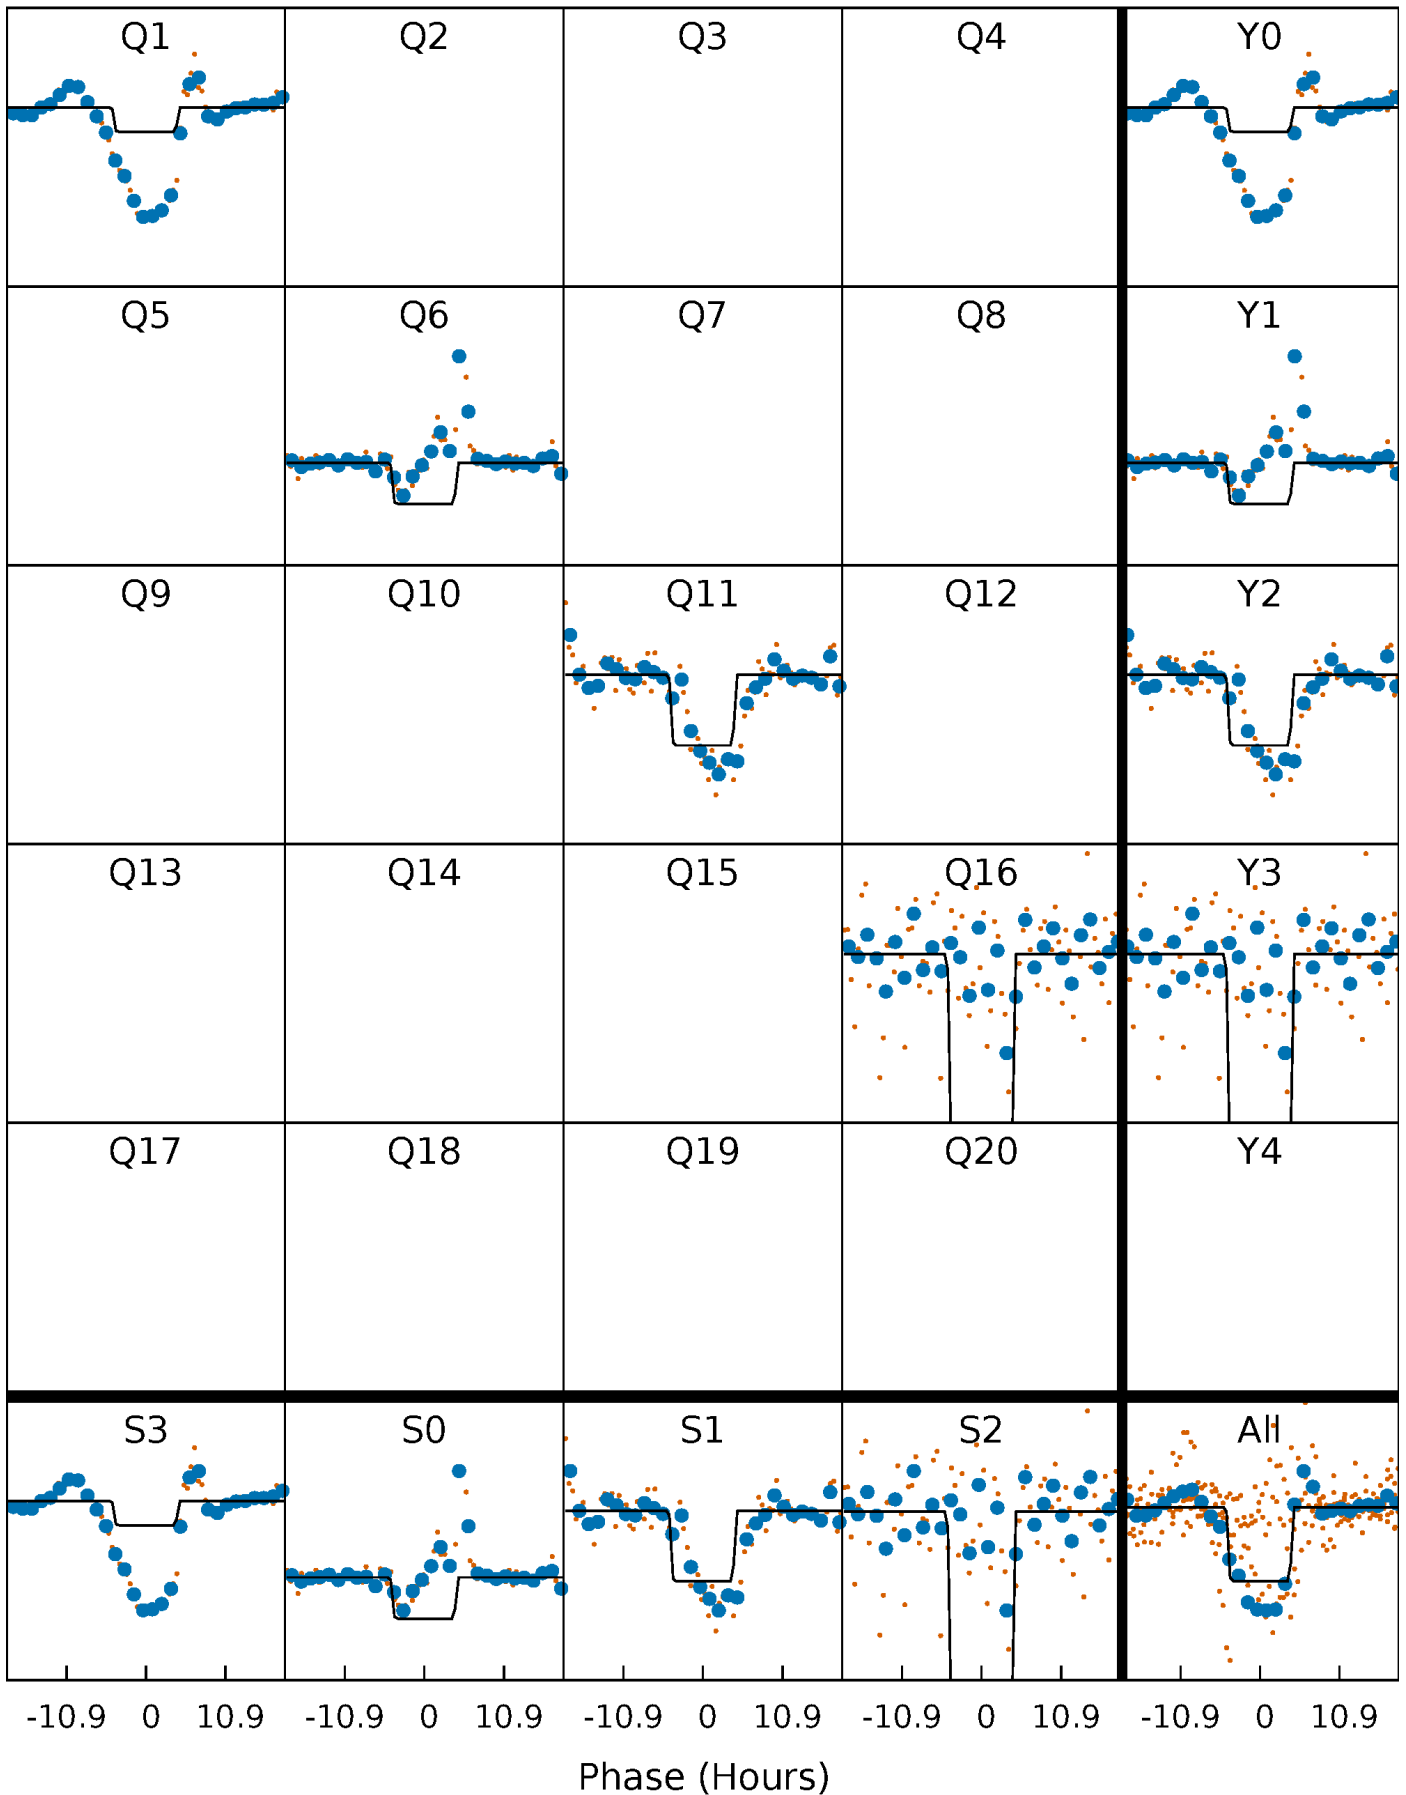 Q1 Q2 Q3 Q4 Y0
Q5 Q6 Q7 Q8 Y1
Q9 Q10 Q11 Q12 Y2
Q13 Q14 Q15 Q16 Y3
Q17 Q18 Q19 Q20 Y4
S3 S0 S1 S2 All
-10.9 0 10.9 -10.9 0 10.9 -10.9 0 10.9 -10.9 0 10.9 -10.9 0 10.9
Phase (Hours)